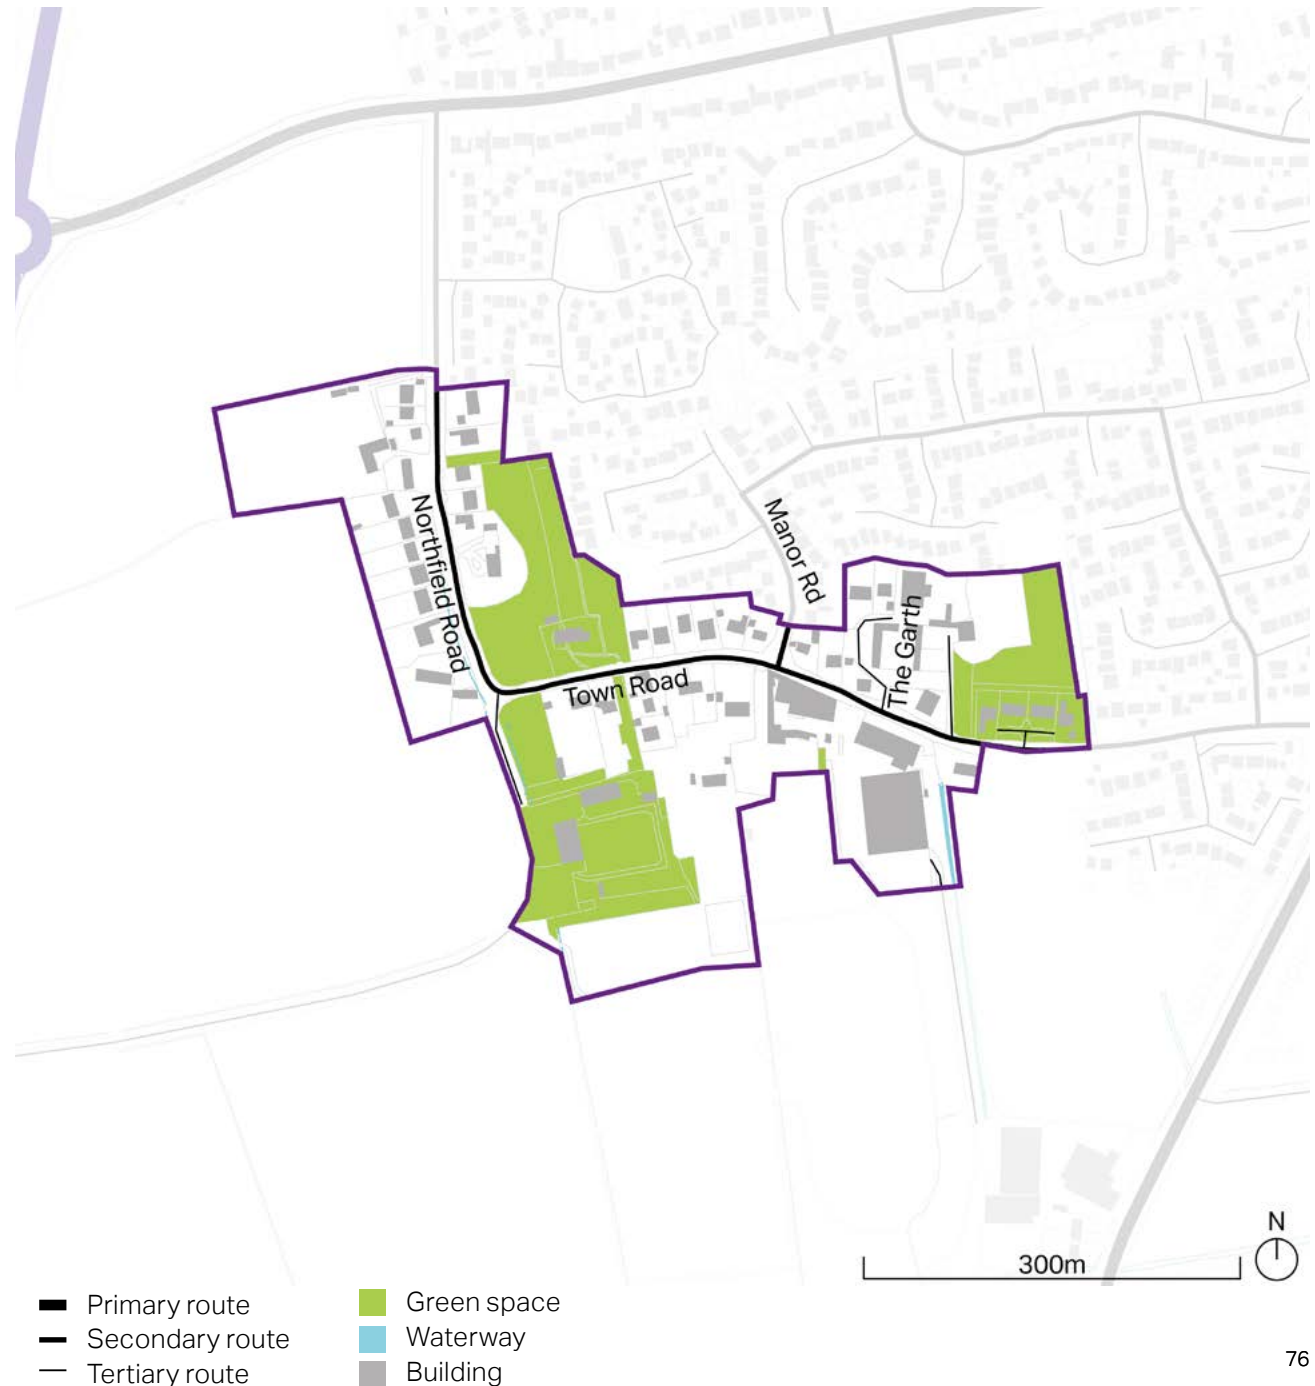 Manor Rd
Northfield Road
The Garth
Town Road
N
300m
Primary route
Secondary route
Tertiary route
Green space
Waterway
Building
76